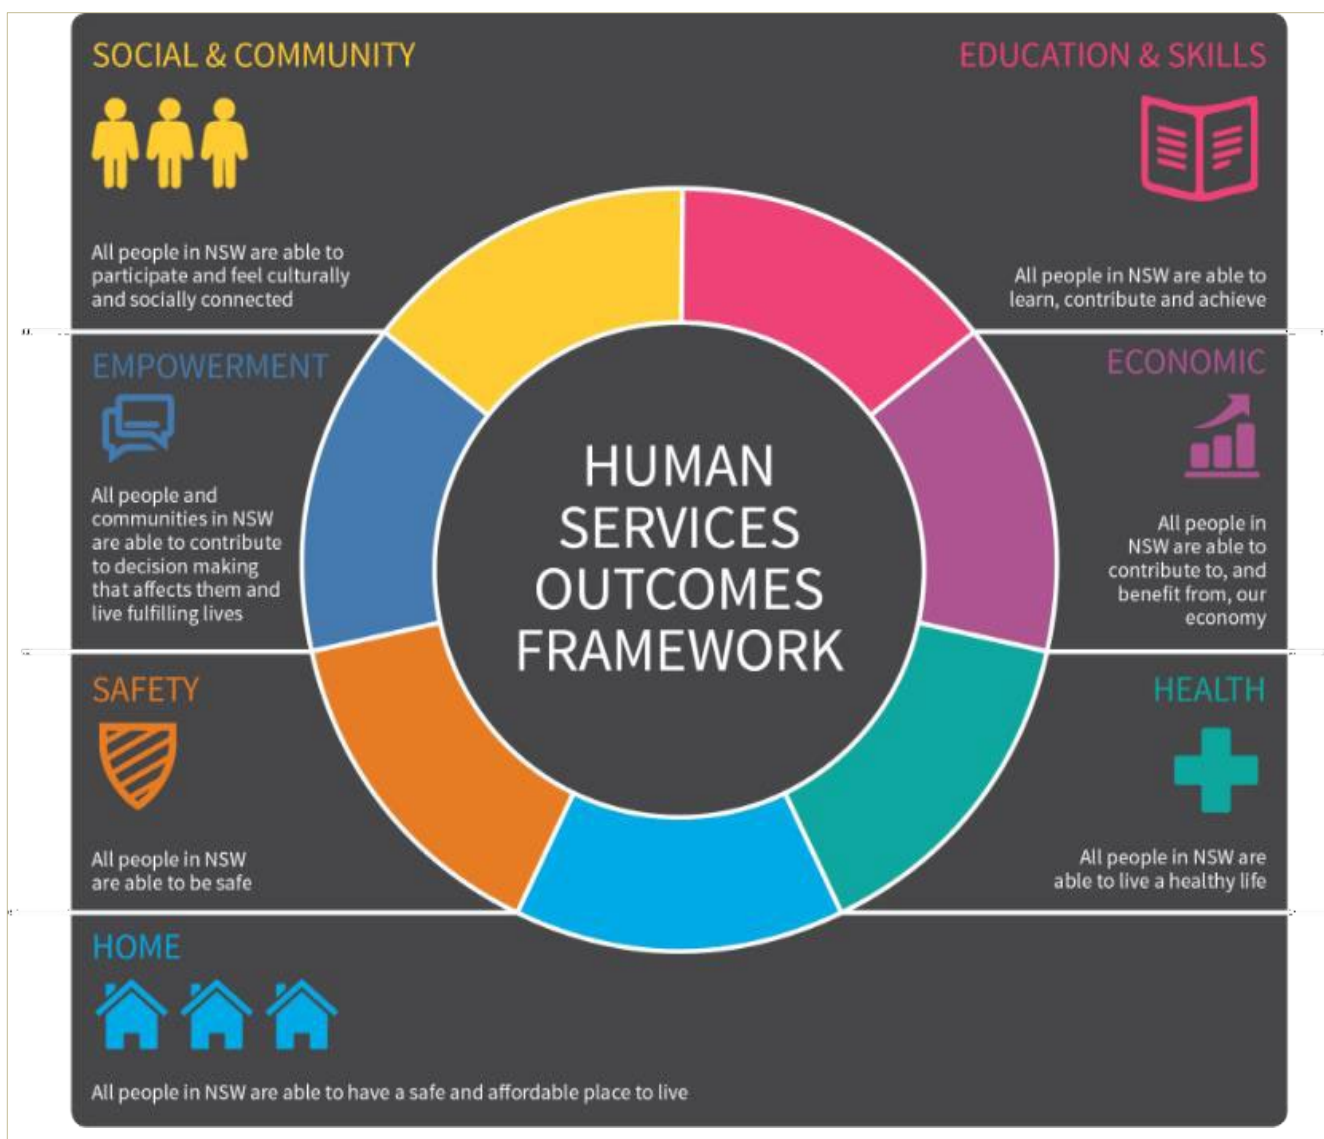 SOCIAL & COMMUNITY
All people in NSW are able to
participate and feel culturally
and socially connected
EDUCATION & SKILLS
All people in NSW are able to
learn, contribute and achieve
EMPOWERMENT
All people and
communities in NSW
are able to contribute
to decision making
that affects them and
live fulfilling lives
HUMAN
SERVICES
OUTCOMES
FRAMEWORK
ECONOMIC
All people in
NSW are able to
contribute to, and
benefit from, our
economy
SAFETY
All people in NSW
are able to be safe
HEALTH
All people in NSW are
able to live a healthy life
HOME
All people in NSW are able to have a safe and affordable place to live